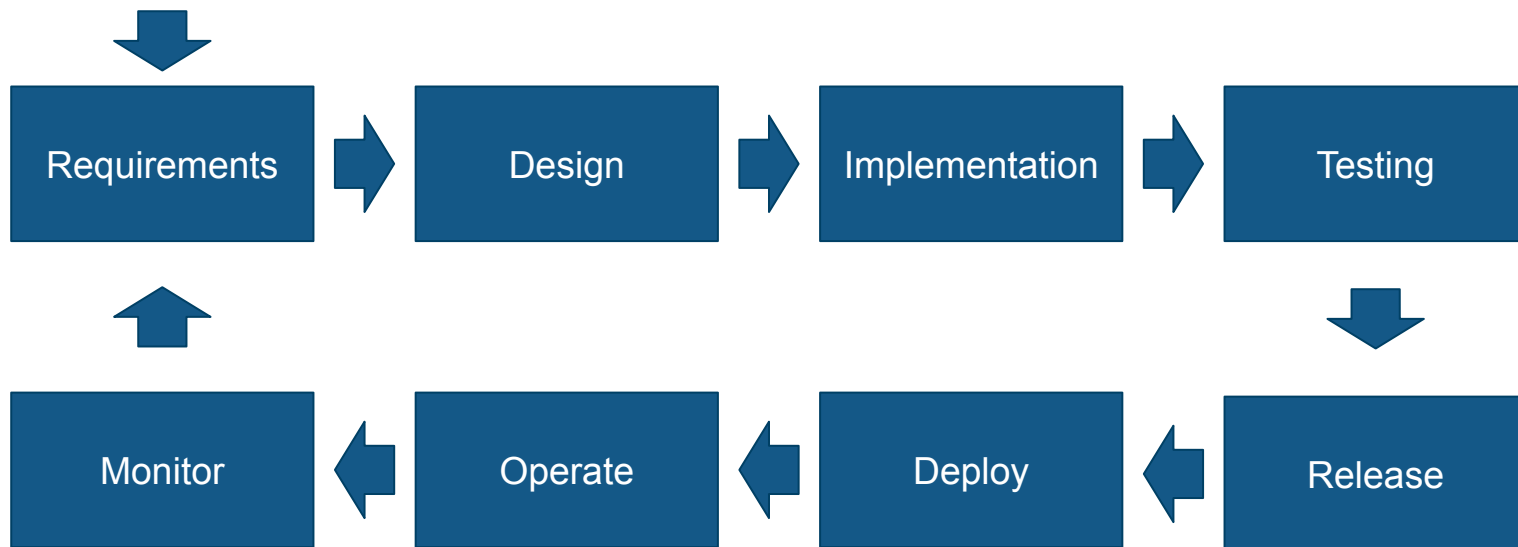 Requirements
Design
Implementation
Testing
Monitor
Operate
Deploy
Release